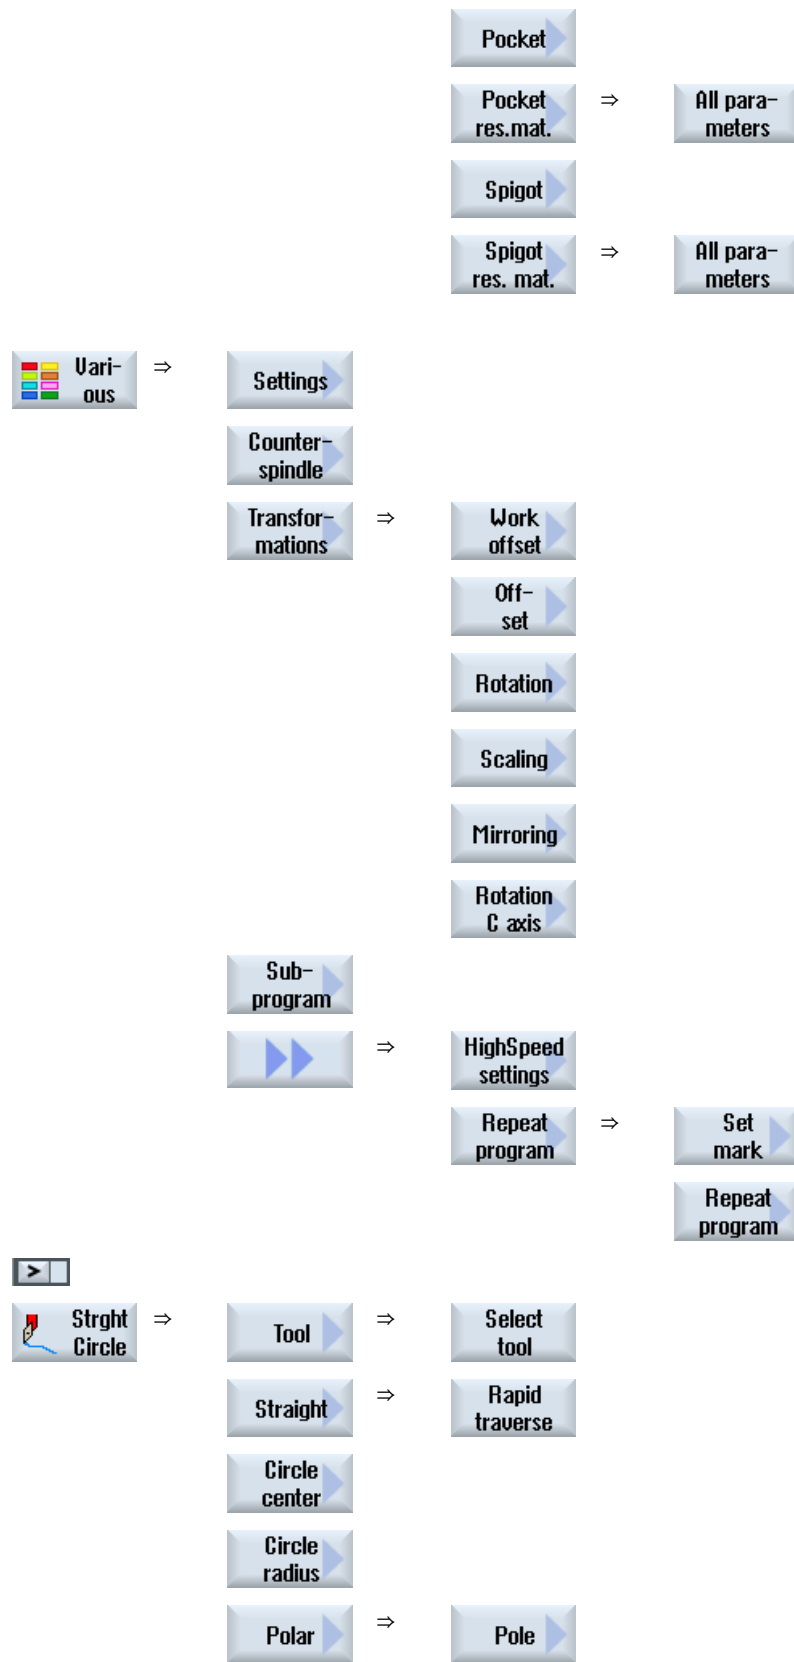 Pocket
Pocket ⇒ All para-
res.mat. meters
Spigot
Spigot ⇒ All para-
res. mat. meters
Vari- ⇒ Settings
ous
Counter-
spindle
Transfor- ⇒ Work
mations offset
Off-
set
Rotation
Scaling
Mirroring
Rotation
C axis
Sub-
program
⇒ HighSpeed
settings
Repeat ⇒ Set
program mark
Repeat
program
>
Strght ⇒ Tool ⇒ Select
Circle tool
Straight ⇒ Rapid
traverse
Circle
center
Circle
radius
Polar ⇒ Pole